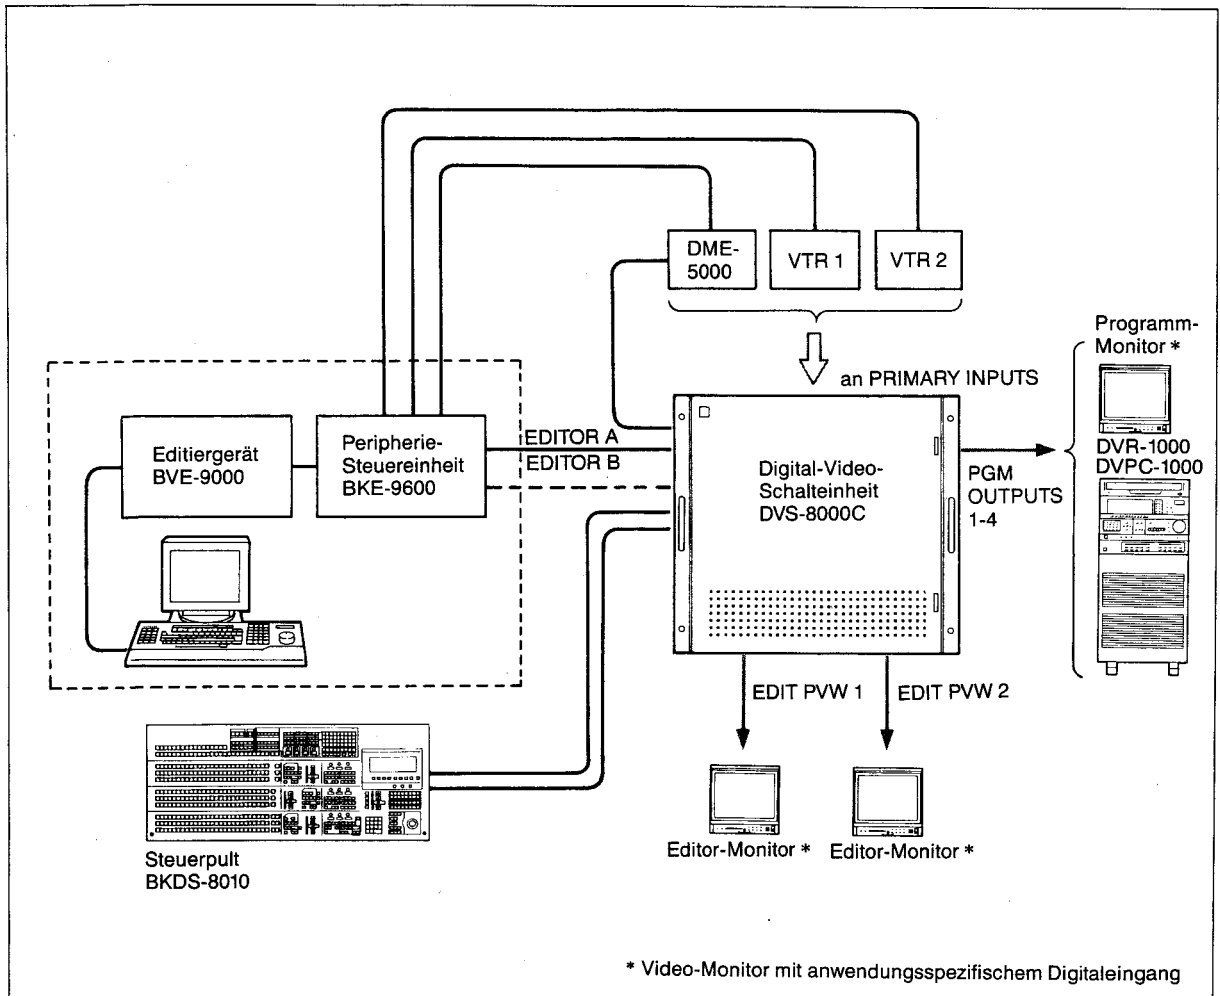 DME-
5000
VTR 1
VTR 2
Programm-
Monitor *
an PRIMARY INPUTS
Editiergerät
BVE-9000
Peripherie-
Steuereinheit
BKE-9600
EDITOR A
EDITOR B
Digital-Video-
Schalteinheit
DVS-8000C
PGM
OUTPUTS
1-4
DVR-1000
DVPC-1000
EDIT PVW 1
EDIT PVW 2
Editor-Monitor *
Editor-Monitor *
Steuerpult
BKDS-8010
* Video-Monitor mit anwendungsspezifischem Digitaleingang